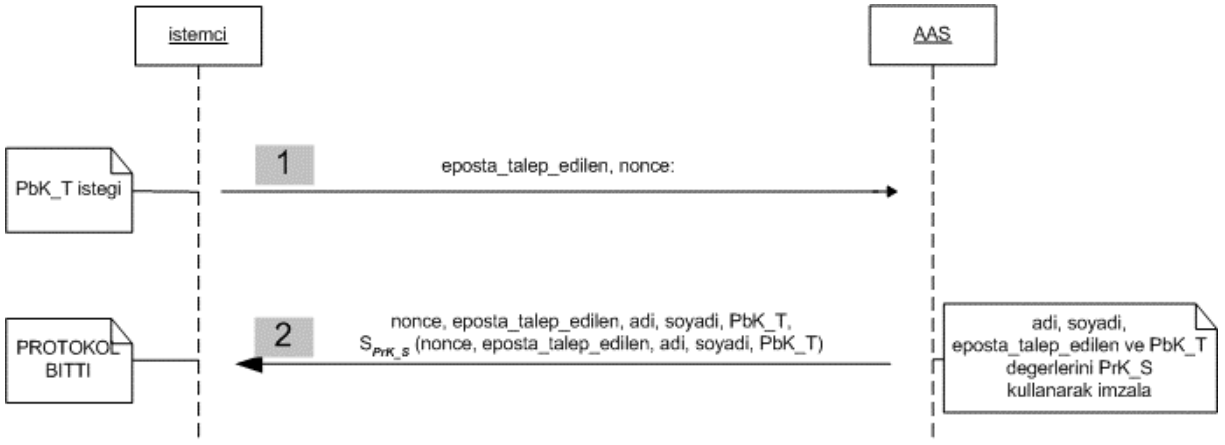 istemci
AAS
PbK_T istegi
1
eposta_talep_edilen, nonce:
PROTOKOL
BITTI
2
nonce, eposta_talep_edilen, adi, soyadi, PbK_T,
S_PrK_S (nonce, eposta_talep_edilen, adi, soyadi, PbK_T)
adi, soyadi,
eposta_talep_edilen ve PbK_T
degerlerini PrK_S
kullanarak imzala